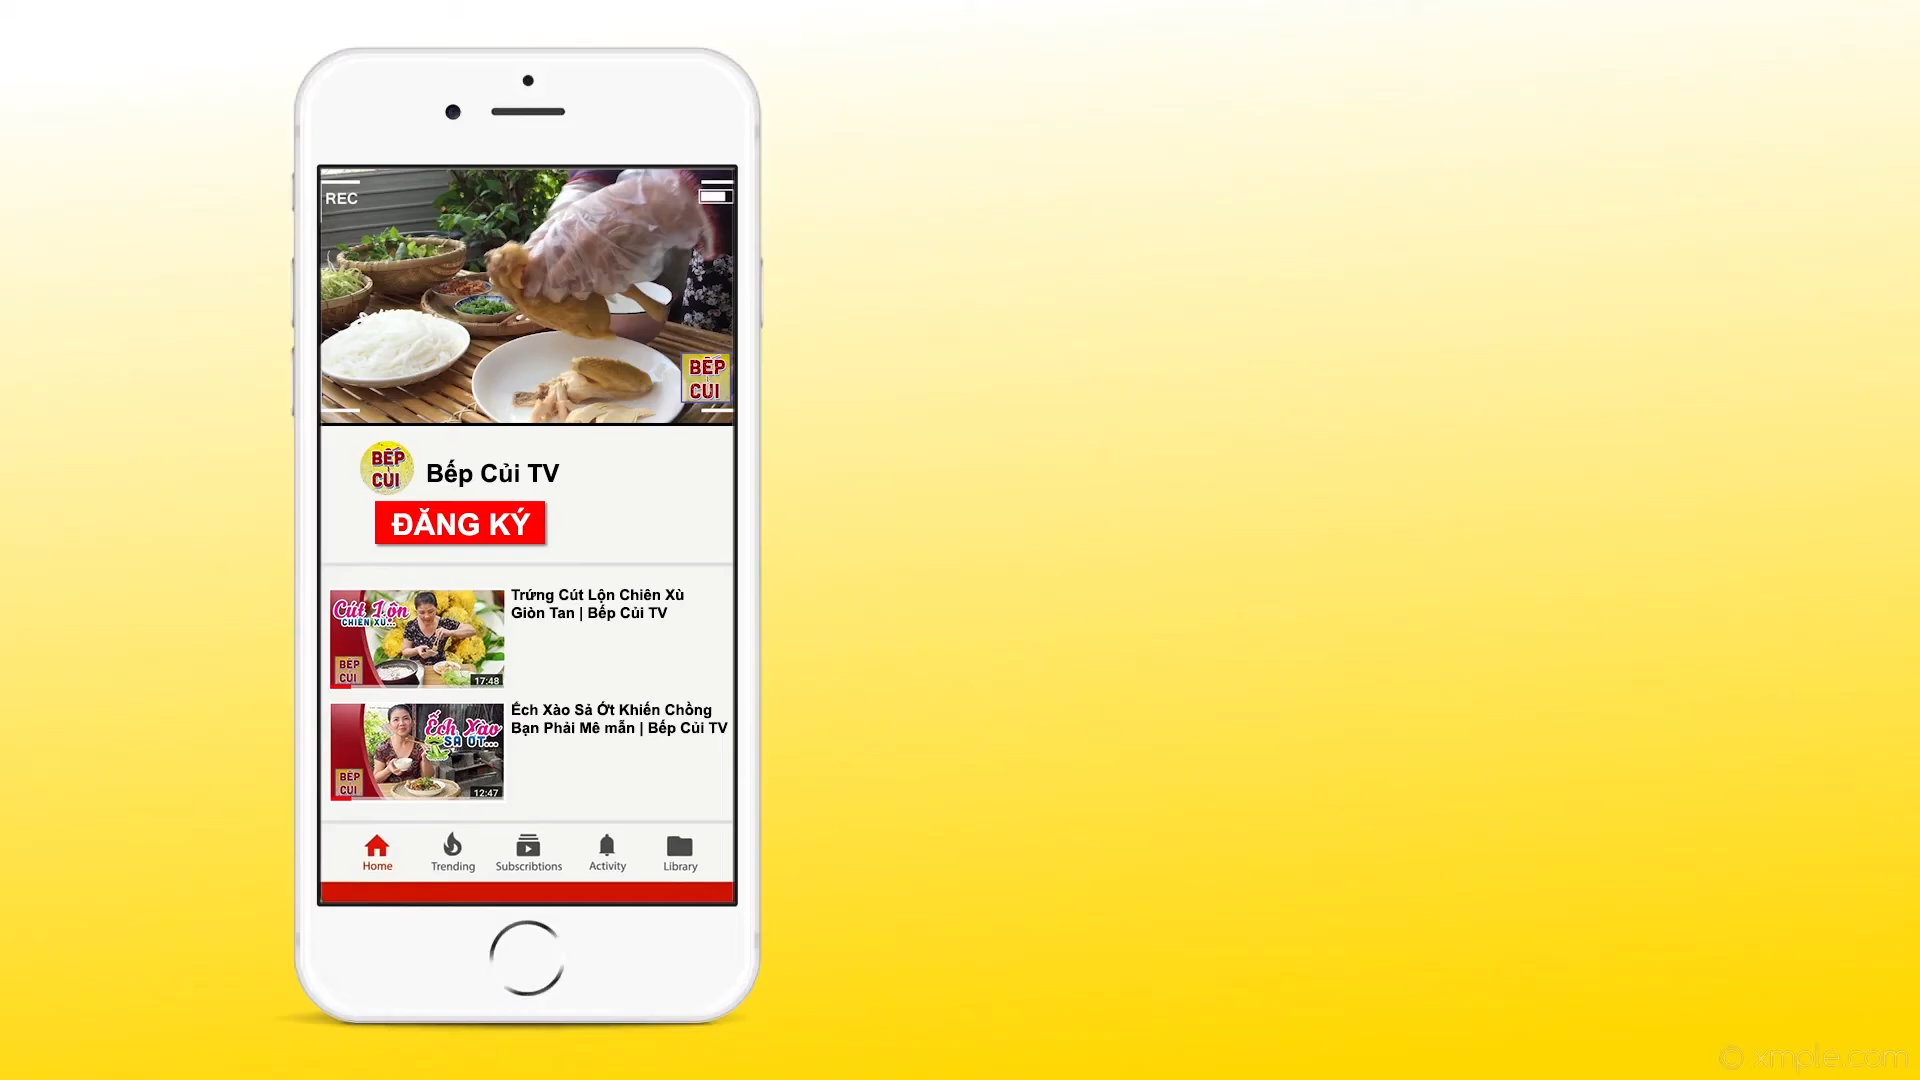 REC
BẾP
CỦI
BẾP
CỦI
Bếp Củi TV
ĐĂNG KÝ
Cút Lộn
CHIÊN XÙ...
BẾP
CỦI
17:48
Trứng Cút Lộn Chiên Xù
Giòn Tan | Bếp Củi TV
Ếch Xào
SẢ ỚT...
BẾP
CỦI
12:47
Ếch Xào Sả Ớt Khiến Chồng
Bạn Phải Mê mẫn | Bếp Củi TV
Home
Trending
Subscribtions
Activity
Library
© xmple.com